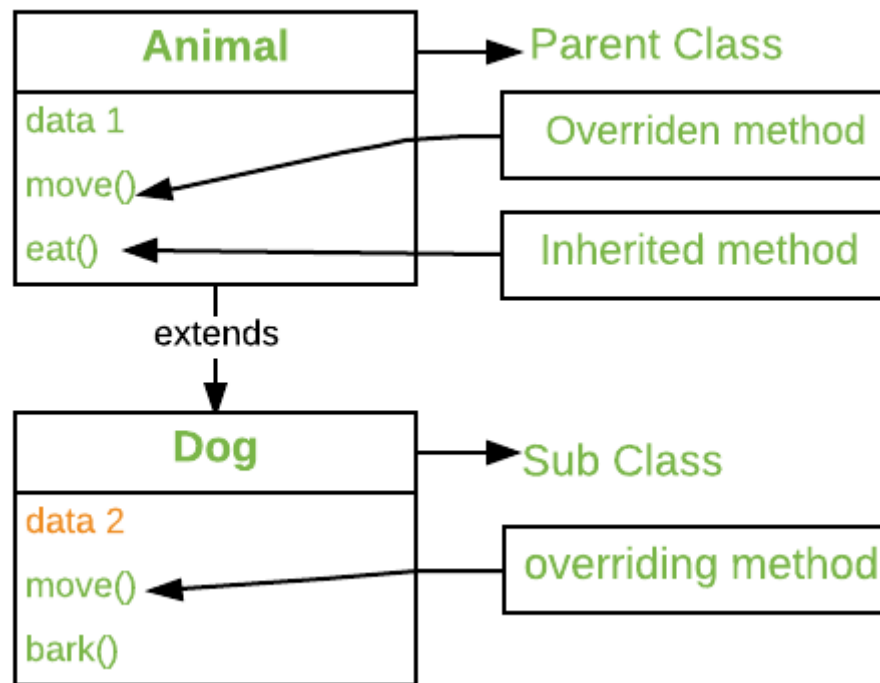 Animal
Parent Class
data 1
Overriden method
move()
eat()
Inherited method
extends
Dog
Sub Class
data 2
overriding method
move()
bark()